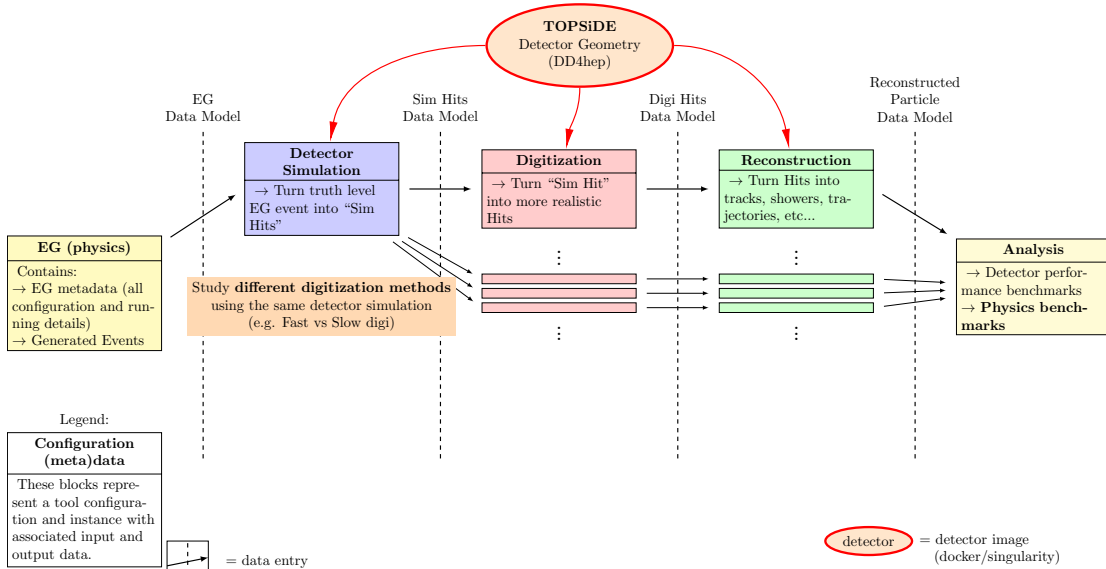 TOPSiDE
Detector Geometry
(DD4hep)
EG
Data Model
Sim Hits
Data Model
Digi Hits
Data Model
Reconstructed
Particle
Data Model
Detector
Simulation
→ Turn truth level
EG event into “Sim
Hits”
Digitization
→ Turn “Sim Hit”
into more realistic
Hits
Reconstruction
→ Turn Hits into
tracks, showers, tra-
jectories, etc...
EG (physics)
Contains:
→ EG metadata (all
configuration and run-
ning details)
→ Generated Events
Study different digitization methods
using the same detector simulation
(e.g. Fast vs Slow digi)
Analysis
→ Detector perfor-
mance benchmarks
→ Physics bench-
marks
Legend:
Configuration
(meta)data
These blocks repre-
sent a tool configura-
tion and instance with
associated input and
output data.
= data entry
detector
= detector image
(docker/singularity)